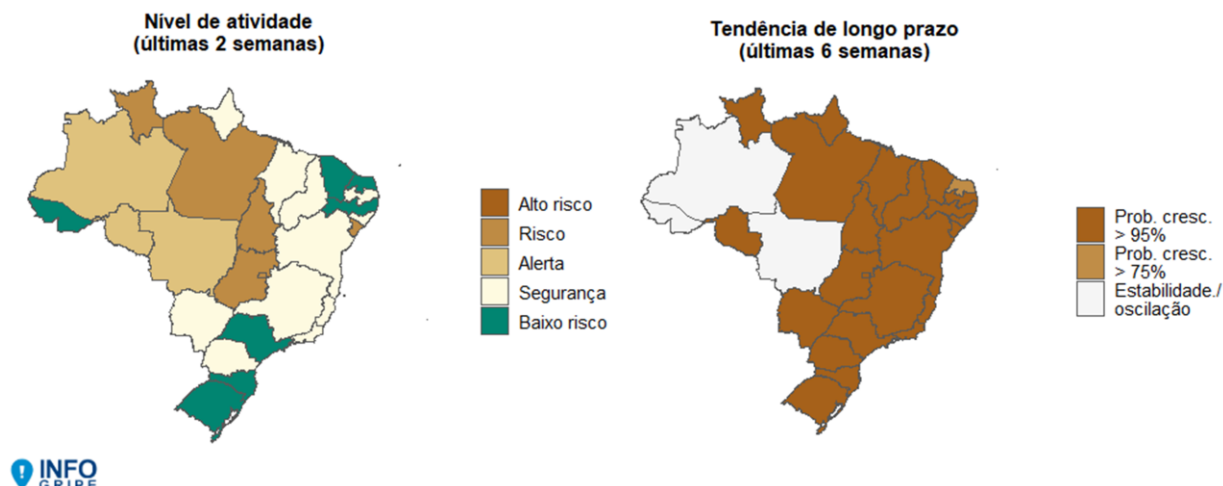 Nível de atividade
(últimas 2 semanas)
Alto risco
Risco
Alerta
Segurança
Baixo risco
Tendência de longo prazo
(últimas 6 semanas)
Prob. cresc.
> 95%
Prob. cresc.
> 75%
Estabilidade./
oscilação
INFO
GRIPE